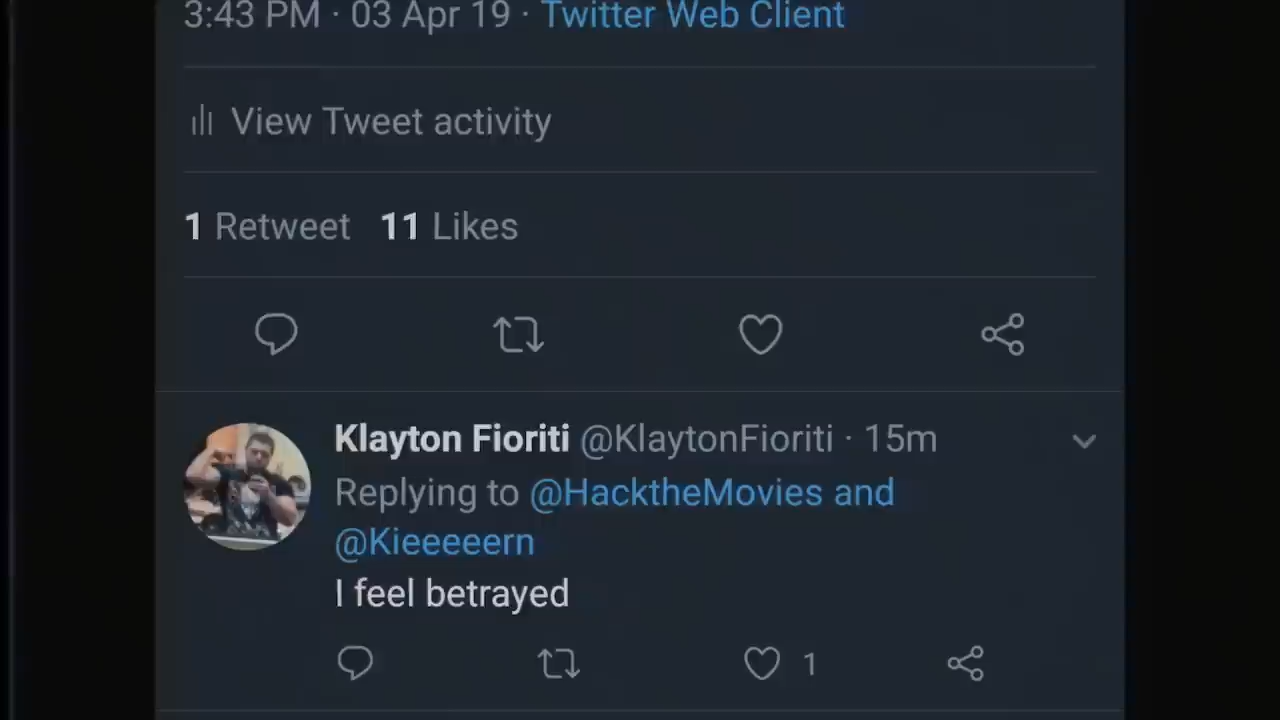 3:43 PM · 03 Apr 19 · Twitter Web Client
View Tweet activity
1 Retweet 11 Likes
Klayton Fioriti @KlaytonFioriti · 15m
Replying to @HacktheMovies and
@Kieeeeern
I feel betrayed
1